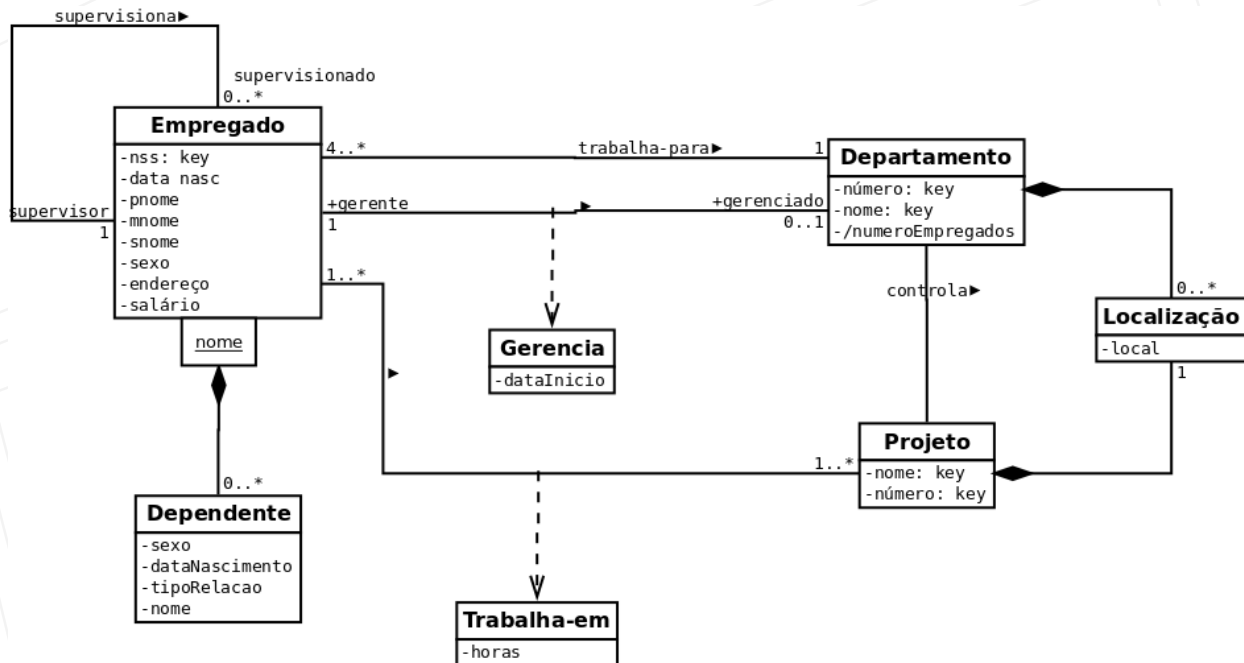 supervisiona►
supervisionado
0..*
Empregado
-nss: key
-data nasc
-pnome
-mnome
-snome
-sexo
-endereço
-salário
supervisor
1
nome
4..*
trabalha-para►
1
+gerente
►
+gerenciado
1
0..1
1..*
►
Departamento
-número: key
-nome: key
-/numeroEmpregados
controla►
0..*
Localização
-local
1
Gerencia
-dataInicio
Projeto
-nome: key
-número: key
1..*
0..*
Dependente
-sexo
-dataNascimento
-tipoRelacao
-nome
Trabalha-em
-horas